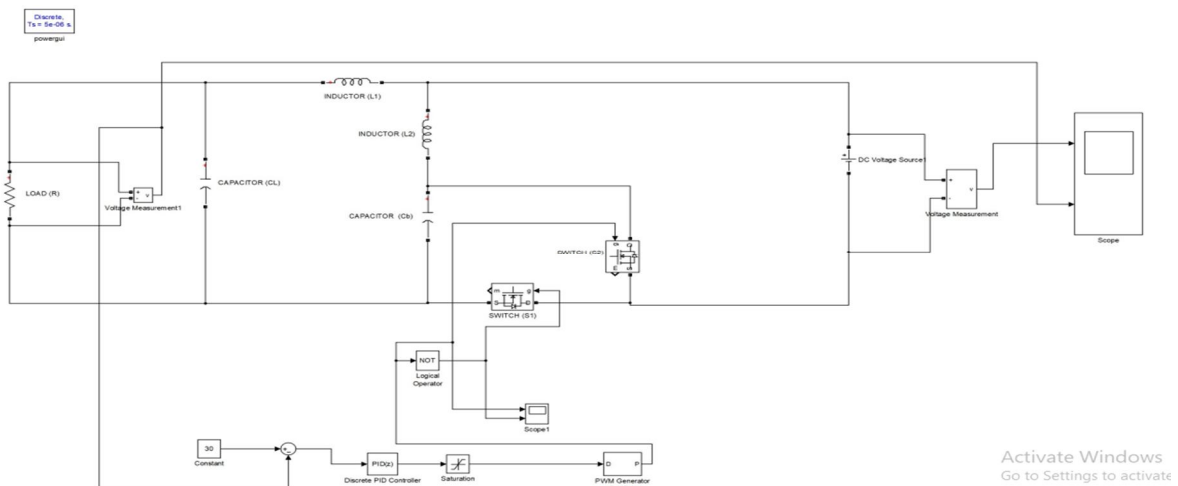 Discrete,
Ts = 5e-06 s.
powergui
INDUCTOR (L1)
INDUCTOR (L2)
DC Voltage Source1
LOAD (R)
+
-
v
Voltage Measurement1
CAPACITOR (CL)
CAPACITOR (Cb)
+
-
v
Voltage Measurement
Scope
SWITCH (S2)
m
g
SWITCH (S1)
NOT
Logical
Operator
Scope1
30
Constant
PID(z)
Discrete PID Controller
Saturation
D
P
PWM Generator
Activate Windows
Go to Settings to activate